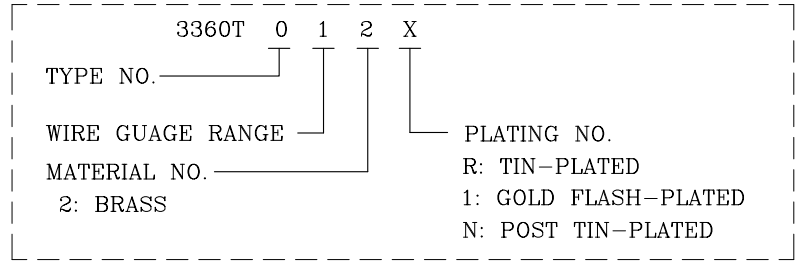 3360T 0 1 2 X
TYPE NO.
WIRE GUAGE RANGE
MATERIAL NO.
2: BRASS
PLATING NO.
R: TIN-PLATED
1: GOLD FLASH-PLATED
N: POST TIN-PLATED